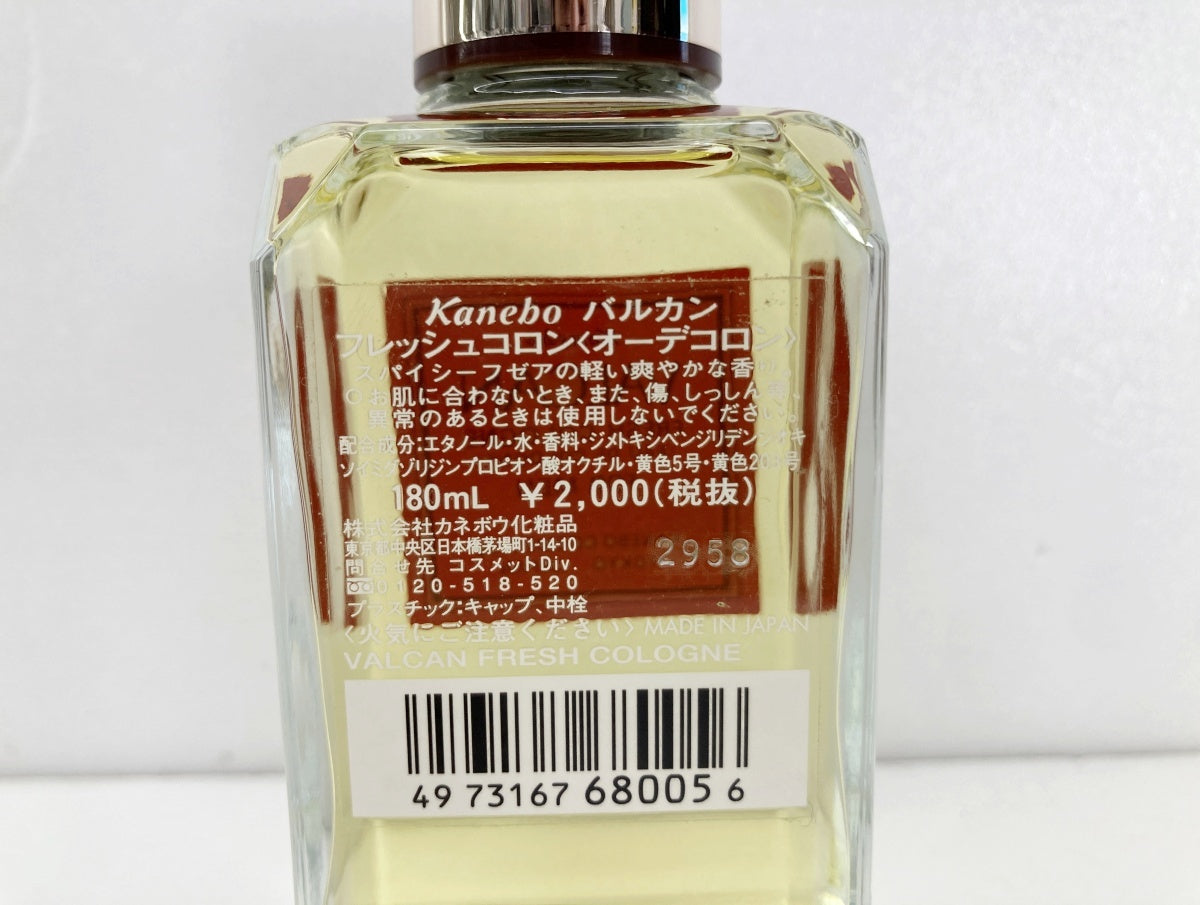 Kanebo バルカン
フレッシュコロン〈オーデコロン〉
スパイシーフゼアの軽い爽やかな香り。
○お肌に合わないとき、また、傷、しっしん等、
異常のあるときは使用しないでください。
配合成分:エタノール・水・香料・ジメトキシベンジリデンジオキ
ソイミダゾリジンプロピオン酸オクチル・黄色5号・黄色203号
180mL ¥2,000(税抜)
株式会社カネボウ化粧品
東京都中央区日本橋茅場町1-14-10
2958
問合せ先 コスメットDiv.
0120-518-520
プラスチック:キャップ、中栓
〈火気にご注意ください〉 MADE IN JAPAN
VALCAN FRESH COLOGNE
49 73167 68005 6